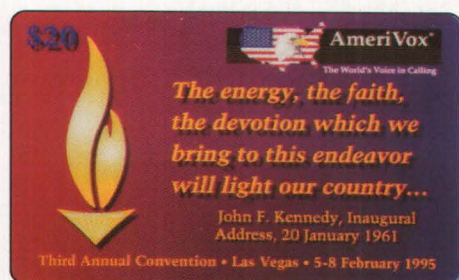 $20
AmeriVox®
The World's Voice in Calling
The energy, the faith,
the devotion which we
bring to this endeavor
will light our country...
John F. Kennedy, Inaugural
Address, 20 January 1961
Third Annual Convention • Las Vegas • 5-8 February 1995